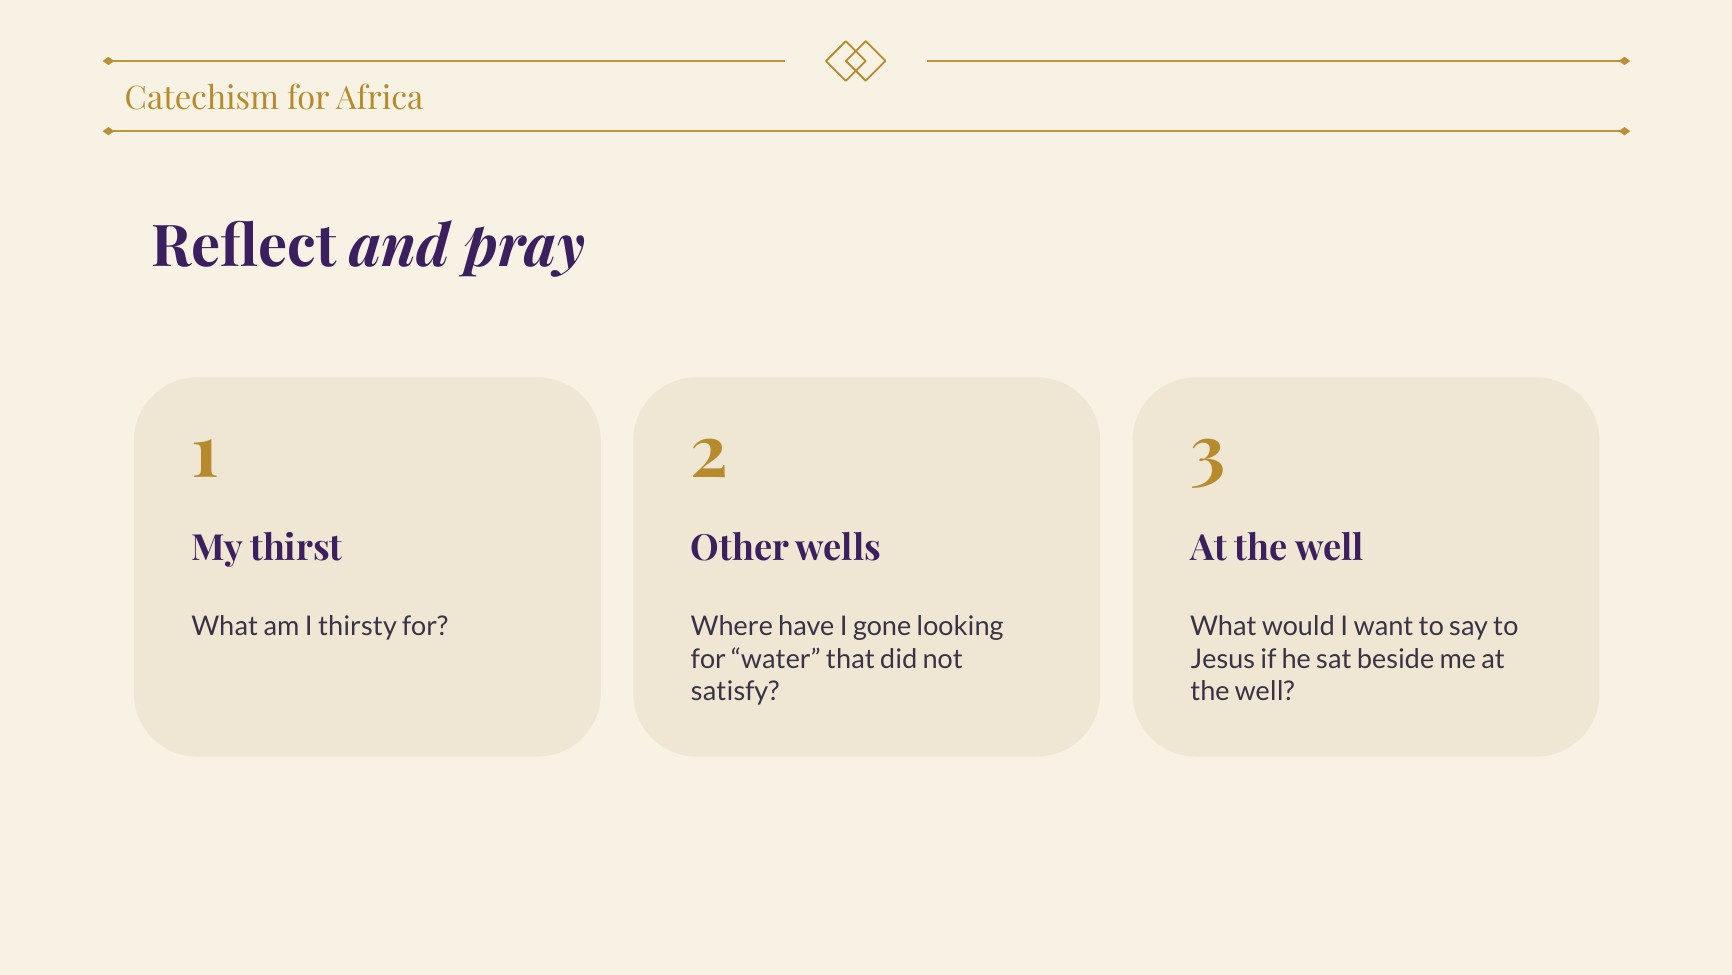 Catechism for Africa
Reflect and pray
1
My thirst
What am I thirsty for?
2
Other wells
Where have I gone looking
for “water” that did not
satisfy?
3
At the well
What would I want to say to
Jesus if he sat beside me at
the well?